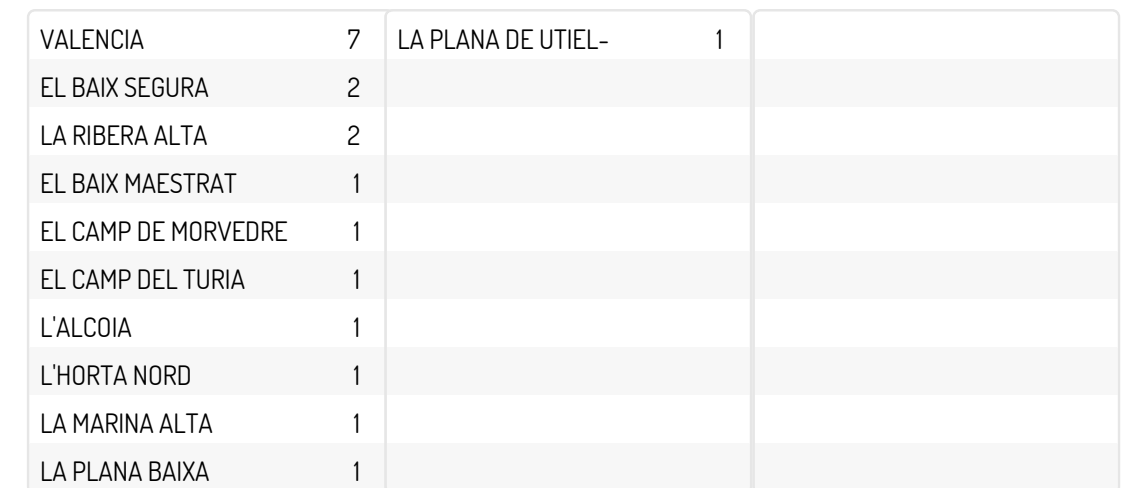 VALENCIA 7
EL BAIX SEGURA 2
LA RIBERA ALTA 2
EL BAIX MAESTRAT 1
EL CAMP DE MORVEDRE 1
EL CAMP DEL TURIA 1
L'ALCOIA 1
L'HORTA NORD 1
LA MARINA ALTA 1
LA PLANA BAIXA 1
LA PLANA DE UTIEL- 1